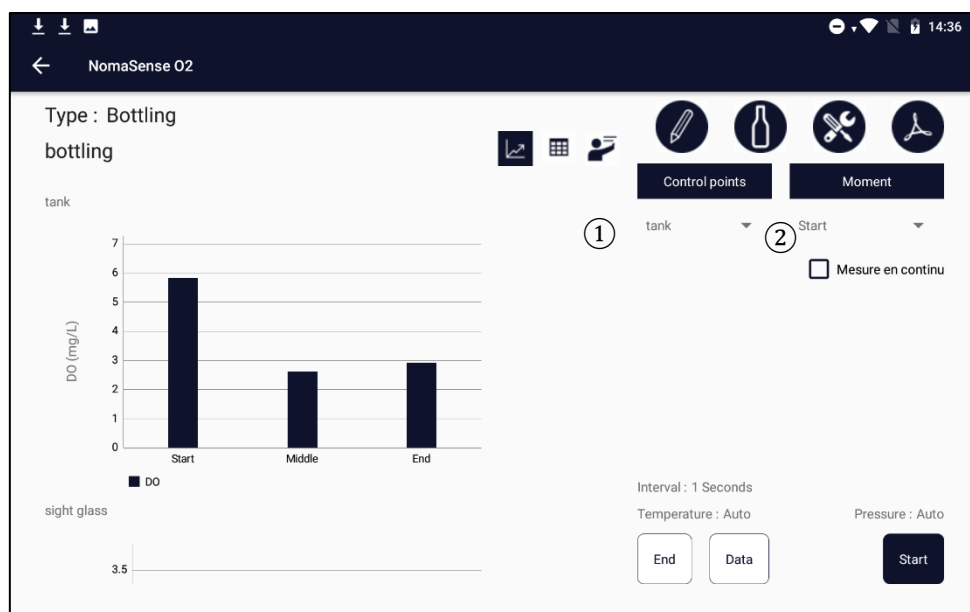 14:36
NomaSense O2
Type : Bottling
bottling
Control points
Moment
tank
① tank
② Start
Mesure en continu
7
6
5
4
3
2
1
0
DO (mg/L)
Start Middle End
DO
sight glass
3.5
Interval : 1 Seconds
Temperature : Auto
Pressure : Auto
End
Data
Start